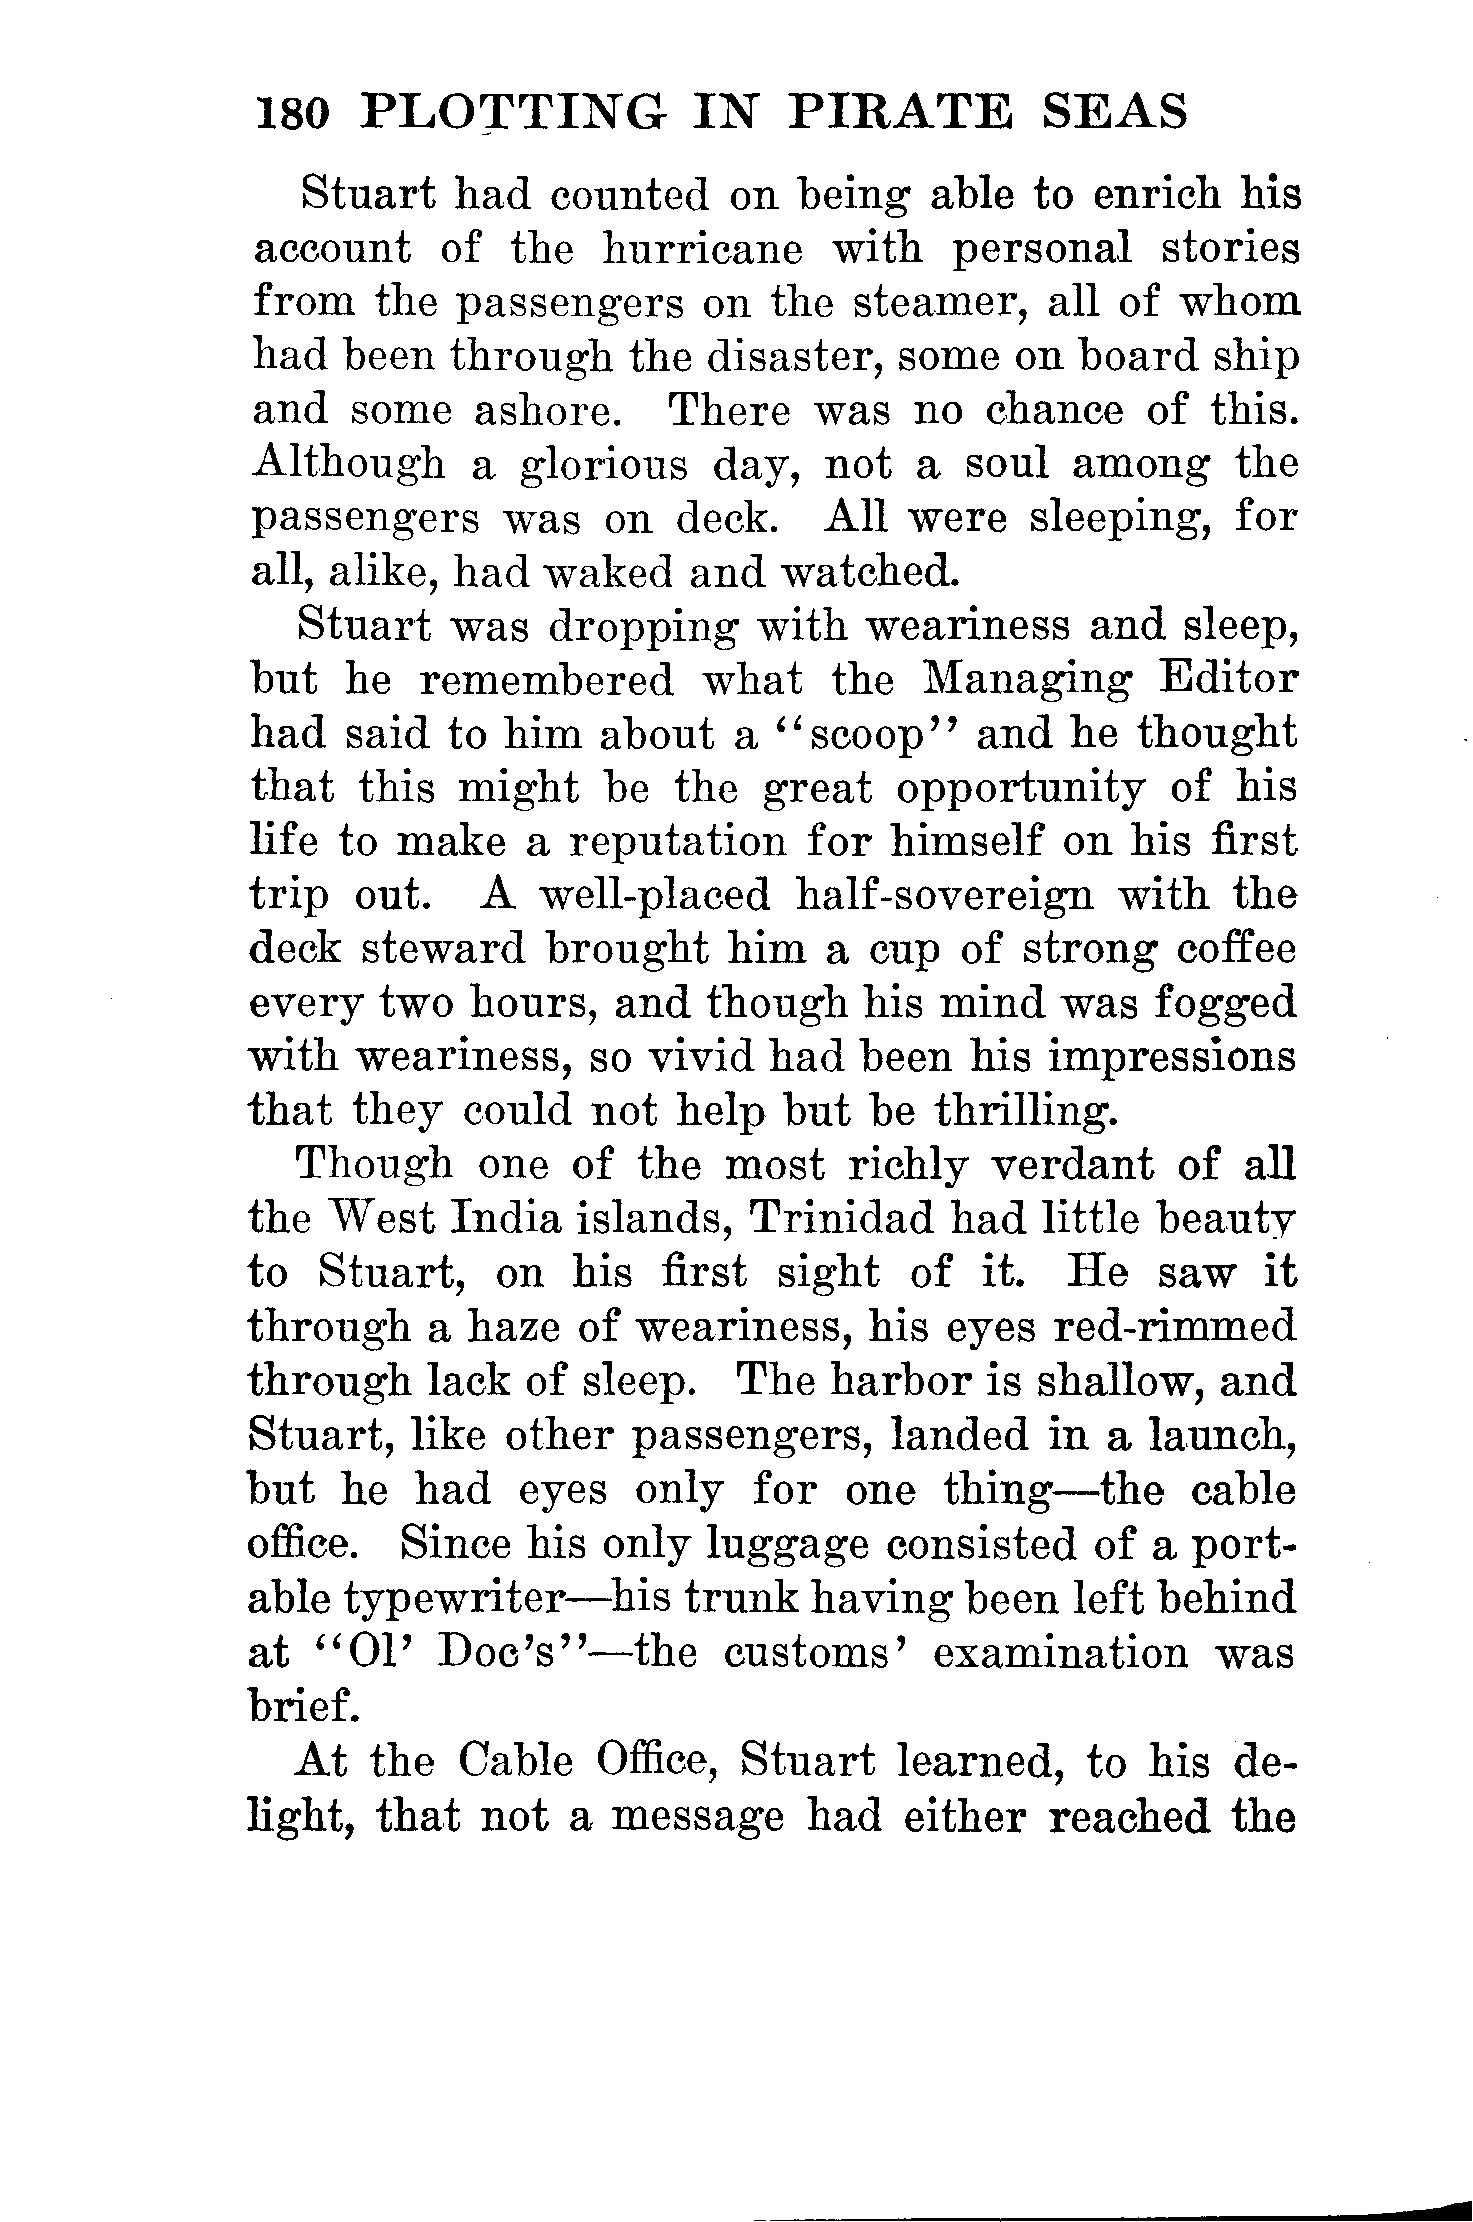 180 PLOTTING IN PIRATE SEAS
Stuart had counted on being able to enrich his
account of the hurricane with personal stories
from the passengers on the steamer, all of whom
had been through the disaster, some on board ship
and some ashore. There was no chance of this.
Although a glorious day, not a soul among the
passengers was on deck. All were sleeping, for
all, alike, had waked and watched.
Stuart was dropping with weariness and sleep,
but he remembered what the Managing Editor
had said to him about a “scoop” and he thought
that this might be the great opportunity of his
life to make a reputation for himself on his first
trip out. A well-placed half-sovereign with the
deck steward brought him a cup of strong coffee
every two hours, and though his mind was fogged
with weariness, so vivid had been his impressions
that they could not help but be thrilling.
Though one of the most richly verdant of all
the West India islands, Trinidad had little beauty
to Stuart, on his first sight of it. He saw it
through a haze of weariness, his eyes red-rimmed
through lack of sleep. The harbor is shallow, and
Stuart, like other passengers, landed in a launch,
but he had eyes only for one thing—the cable
office. Since his only luggage consisted of a port-
able typewriter—his trunk having been left behind
at “Ol’ Doc’s”—the customs’ examination was
brief.
At the Cable Office, Stuart learned, to his de-
light, that not a message had either reached the